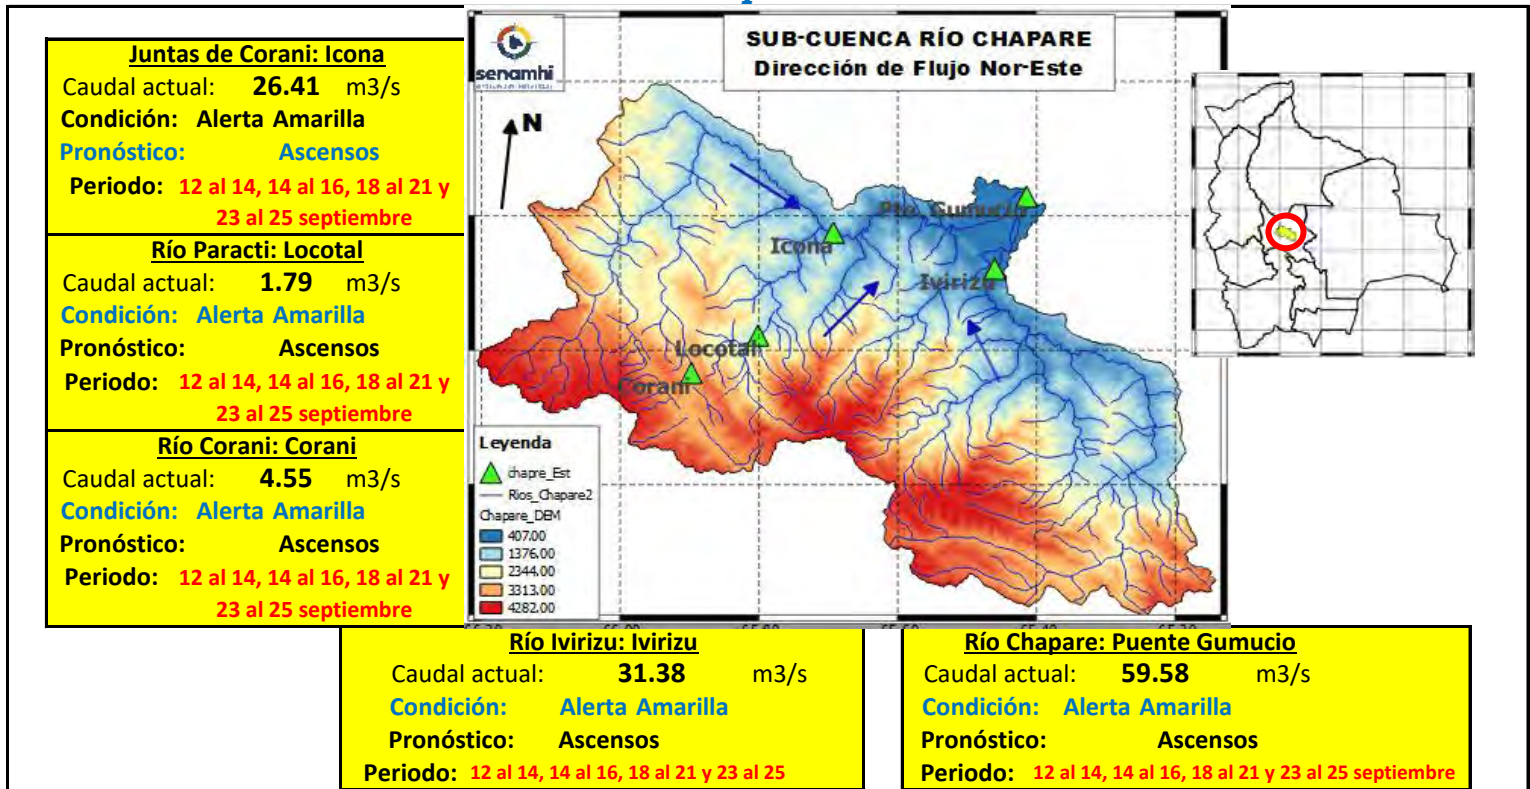 Juntas de Corani: Icona
Caudal actual: 26.41 m3/s
Condición: Alerta Amarilla
Pronóstico: Ascensos
Periodo: 12 al 14, 14 al 16, 18 al 21 y
23 al 25 septiembre
Río Paracti: Locotal
Caudal actual: 1.79 m3/s
Condición: Alerta Amarilla
Pronóstico: Ascensos
Periodo: 12 al 14, 14 al 16, 18 al 21 y
23 al 25 septiembre
Río Corani: Corani
Caudal actual: 4.55 m3/s
Condición: Alerta Amarilla
Pronóstico: Ascensos
Periodo: 12 al 14, 14 al 16, 18 al 21 y
23 al 25 septiembre
senamhi
SUB-CUENCA RÍO CHAPARE
Dirección de Flujo Nor-Este
N
Pto. Gumucio
Icona
Ivirizu
Locotal
Corani
Leyenda
chapre_Est
Rios_Chapare2
Chapare_DEM
407.00
1376.00
2344.00
3313.00
4282.00
Río Ivirizu: Ivirizu
Caudal actual: 31.38 m3/s
Condición: Alerta Amarilla
Pronóstico: Ascensos
Periodo: 12 al 14, 14 al 16, 18 al 21 y 23 al 25
Río Chapare: Puente Gumucio
Caudal actual: 59.58 m3/s
Condición: Alerta Amarilla
Pronóstico: Ascensos
Periodo: 12 al 14, 14 al 16, 18 al 21 y 23 al 25 septiembre